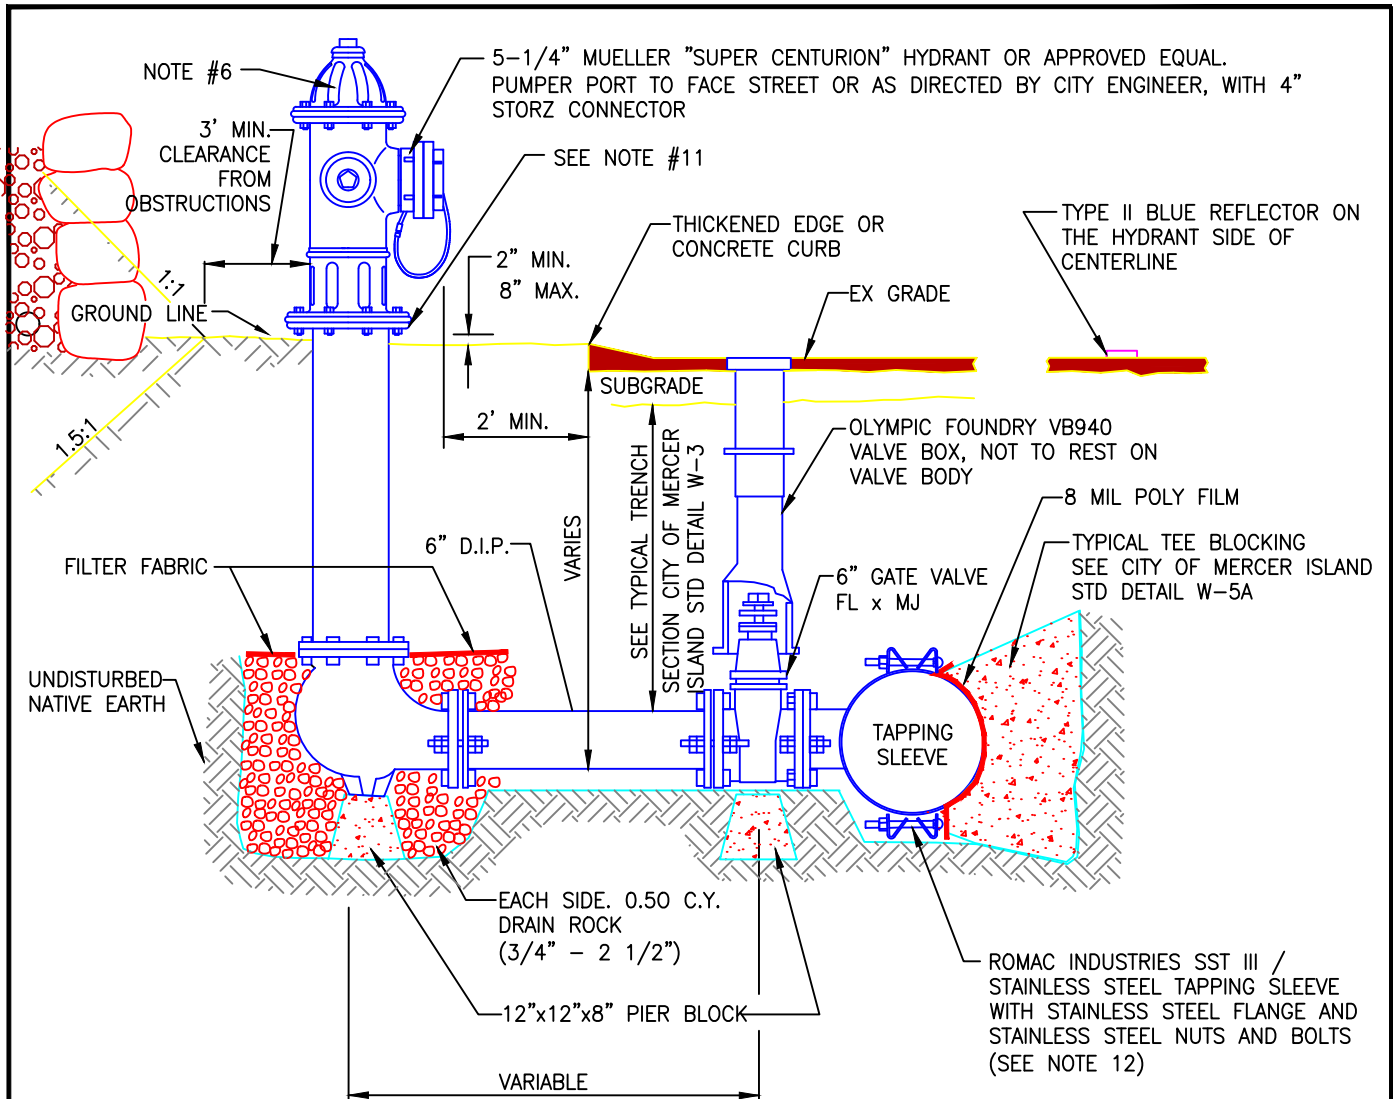 NOTE #6
5-1/4" MUELLER "SUPER CENTURION" HYDRANT OR APPROVED EQUAL.
PUMPER PORT TO FACE STREET OR AS DIRECTED BY CITY ENGINEER, WITH 4"
STORZ CONNECTOR
3' MIN.
CLEARANCE
FROM
OBSTRUCTIONS
SEE NOTE #11
THICKENED EDGE OR
CONCRETE CURB
TYPE II BLUE REFLECTOR ON
THE HYDRANT SIDE OF
CENTERLINE
2" MIN.
8" MAX.
1:1
GROUND LINE
EX GRADE
SUBGRADE
1.5:1
2' MIN.
OLYMPIC FOUNDRY VB940
VALVE BOX, NOT TO REST ON
VALVE BODY
VARIES
SEE TYPICAL TRENCH
SECTION CITY OF MERCER
ISLAND STD DETAIL W-3
8 MIL POLY FILM
6" D.I.P.
TYPICAL TEE BLOCKING
SEE CITY OF MERCER ISLAND
STD DETAIL W-5A
FILTER FABRIC
6" GATE VALVE
FL x MJ
UNDISTURBED
NATIVE EARTH
TAPPING
SLEEVE
EACH SIDE. 0.50 C.Y.
DRAIN ROCK
(3/4" - 2 1/2")
12"x12"x8" PIER BLOCK
ROMAC INDUSTRIES SST III /
STAINLESS STEEL TAPPING SLEEVE
WITH STAINLESS STEEL FLANGE AND
STAINLESS STEEL NUTS AND BOLTS
(SEE NOTE 12)
VARIABLE